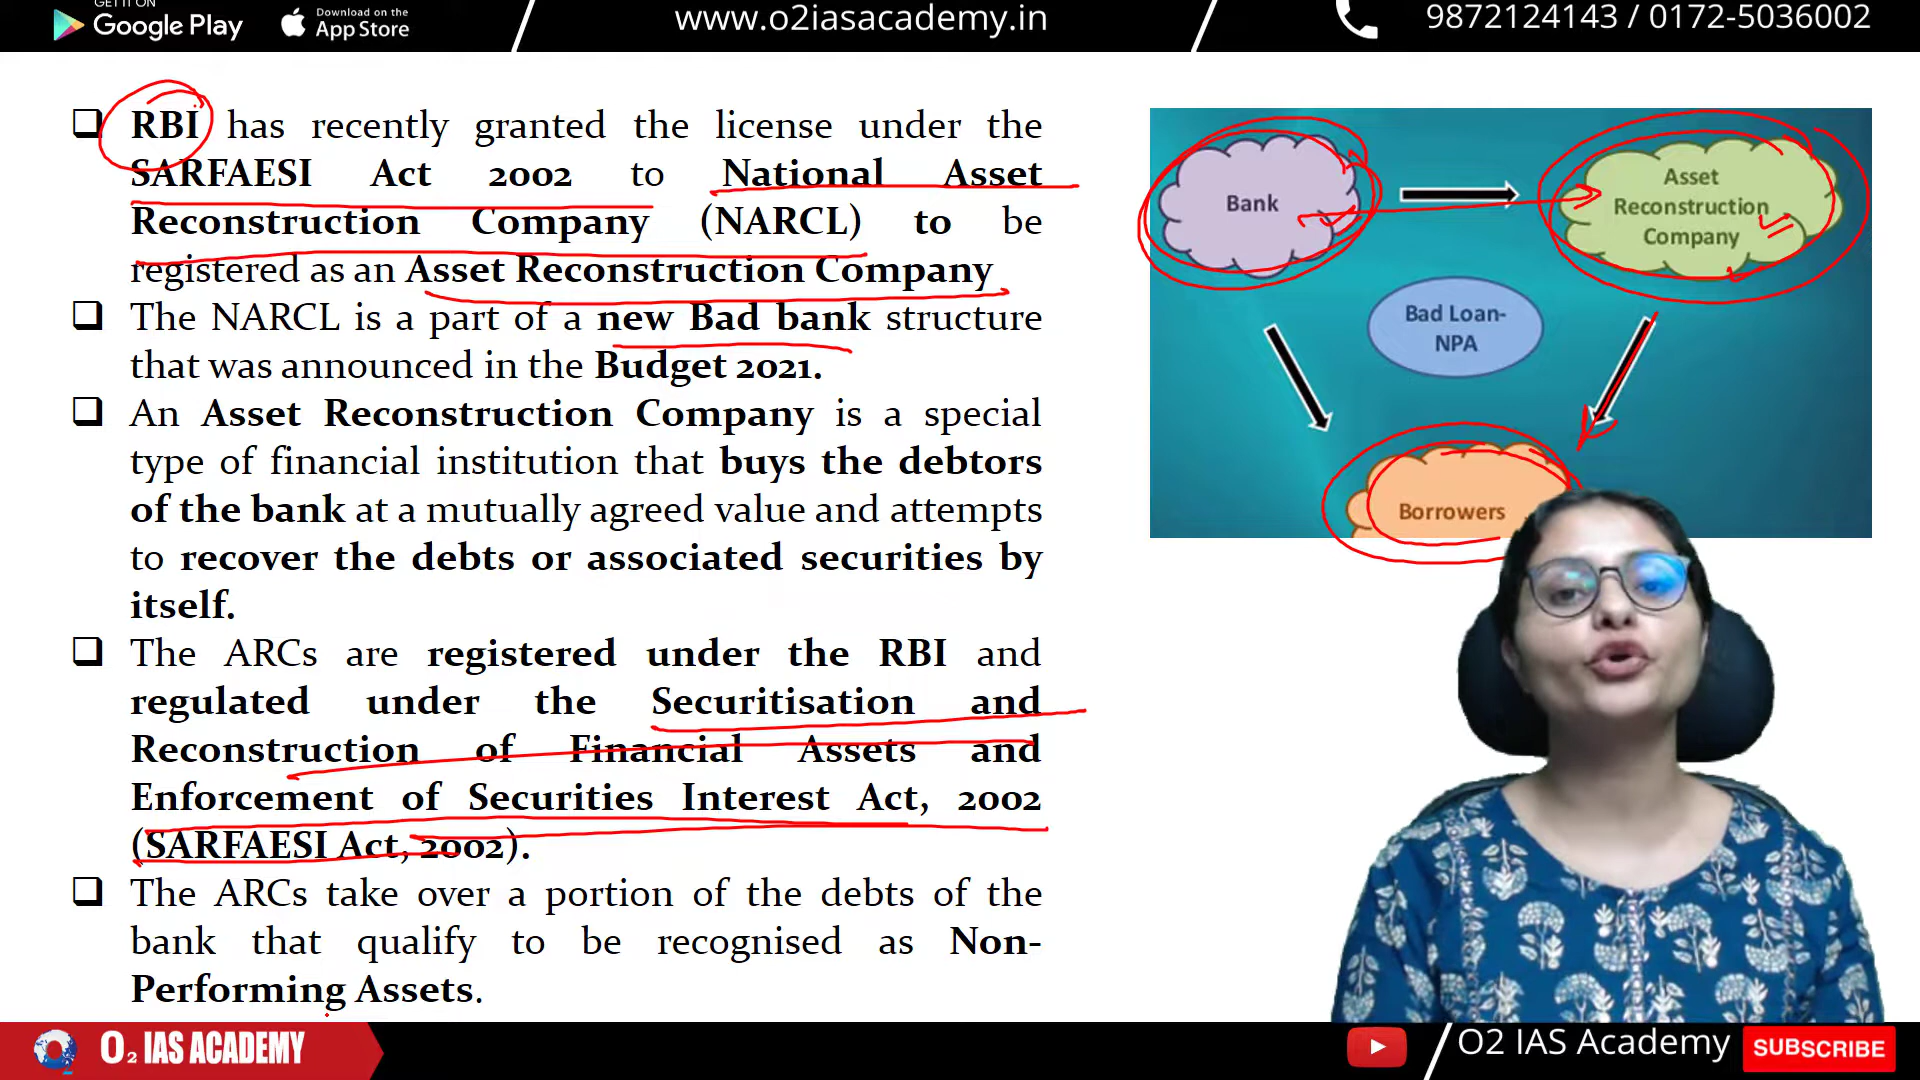 GET IT ON
Google Play
Download on the
App Store
www.o2iasacademy.in
9872124143 / 0172-5036002
❑ RBI has recently granted the license under the
SARFAESI Act 2002 to National Asset
Reconstruction Company (NARCL) to be
registered as an Asset Reconstruction Company
❑ The NARCL is a part of a new Bad bank structure
that was announced in the Budget 2021.
❑ An Asset Reconstruction Company is a special
type of financial institution that buys the debtors
of the bank at a mutually agreed value and attempts
to recover the debts or associated securities by
itself.
❑ The ARCs are registered under the RBI and
regulated under the Securitisation and
Reconstruction of Financial Assets and
Enforcement of Securities Interest Act, 2002
(SARFAESI Act, 2002).
❑ The ARCs take over a portion of the debts of the
bank that qualify to be recognised as Non-
Performing Assets.
Bank
Asset
Reconstruction
Company
Bad Loan-
NPA
Borrowers
O2 IAS ACADEMY
O2 IAS Academy
SUBSCRIBE